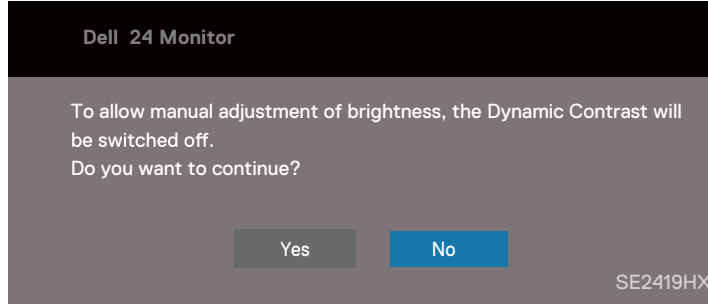 Dell 24 Monitor
To allow manual adjustment of brightness, the Dynamic Contrast will
be switched off.
Do you want to continue?
Yes No
SE2419HX